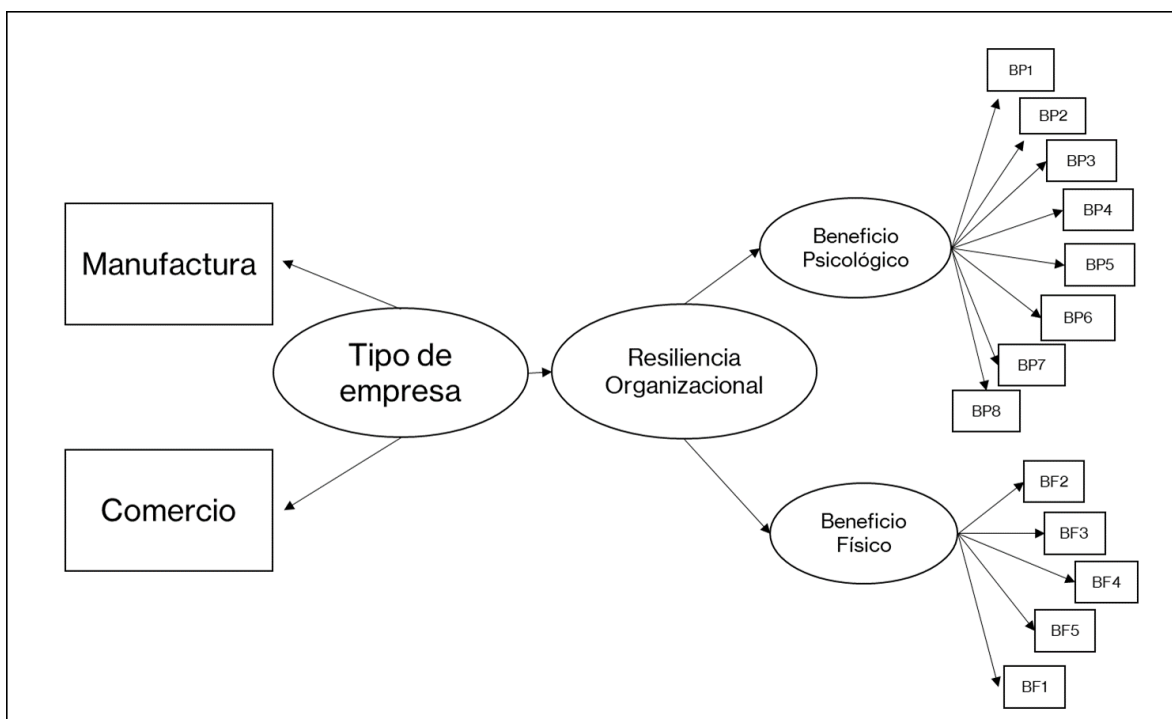 Manufactura
Comercio
Tipo de
empresa
Resiliencia
Organizacional
Beneficio
Psicológico
BP1
BP2
BP3
BP4
BP5
BP6
BP7
BP8
Beneficio
Físico
BF2
BF3
BF4
BF5
BF1